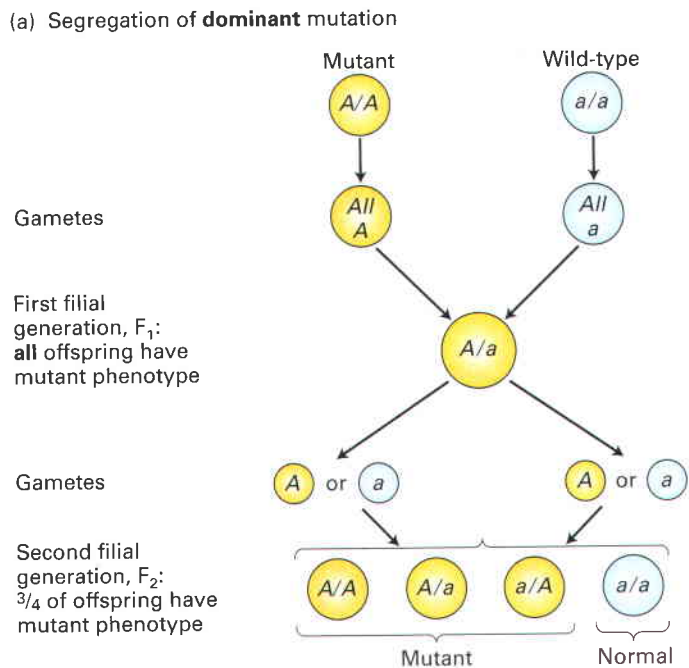 (a) Segregation of dominant mutation
Mutant
Wild-type
A/A
a/a
Gametes
All
A
All
a
First filial
generation, F₁:
all offspring have
mutant phenotype
A/a
Gametes
A or a
A or a
Second filial
generation, F₂:
3/4 of offspring have
mutant phenotype
A/A
A/a
a/A
a/a
Mutant
Normal